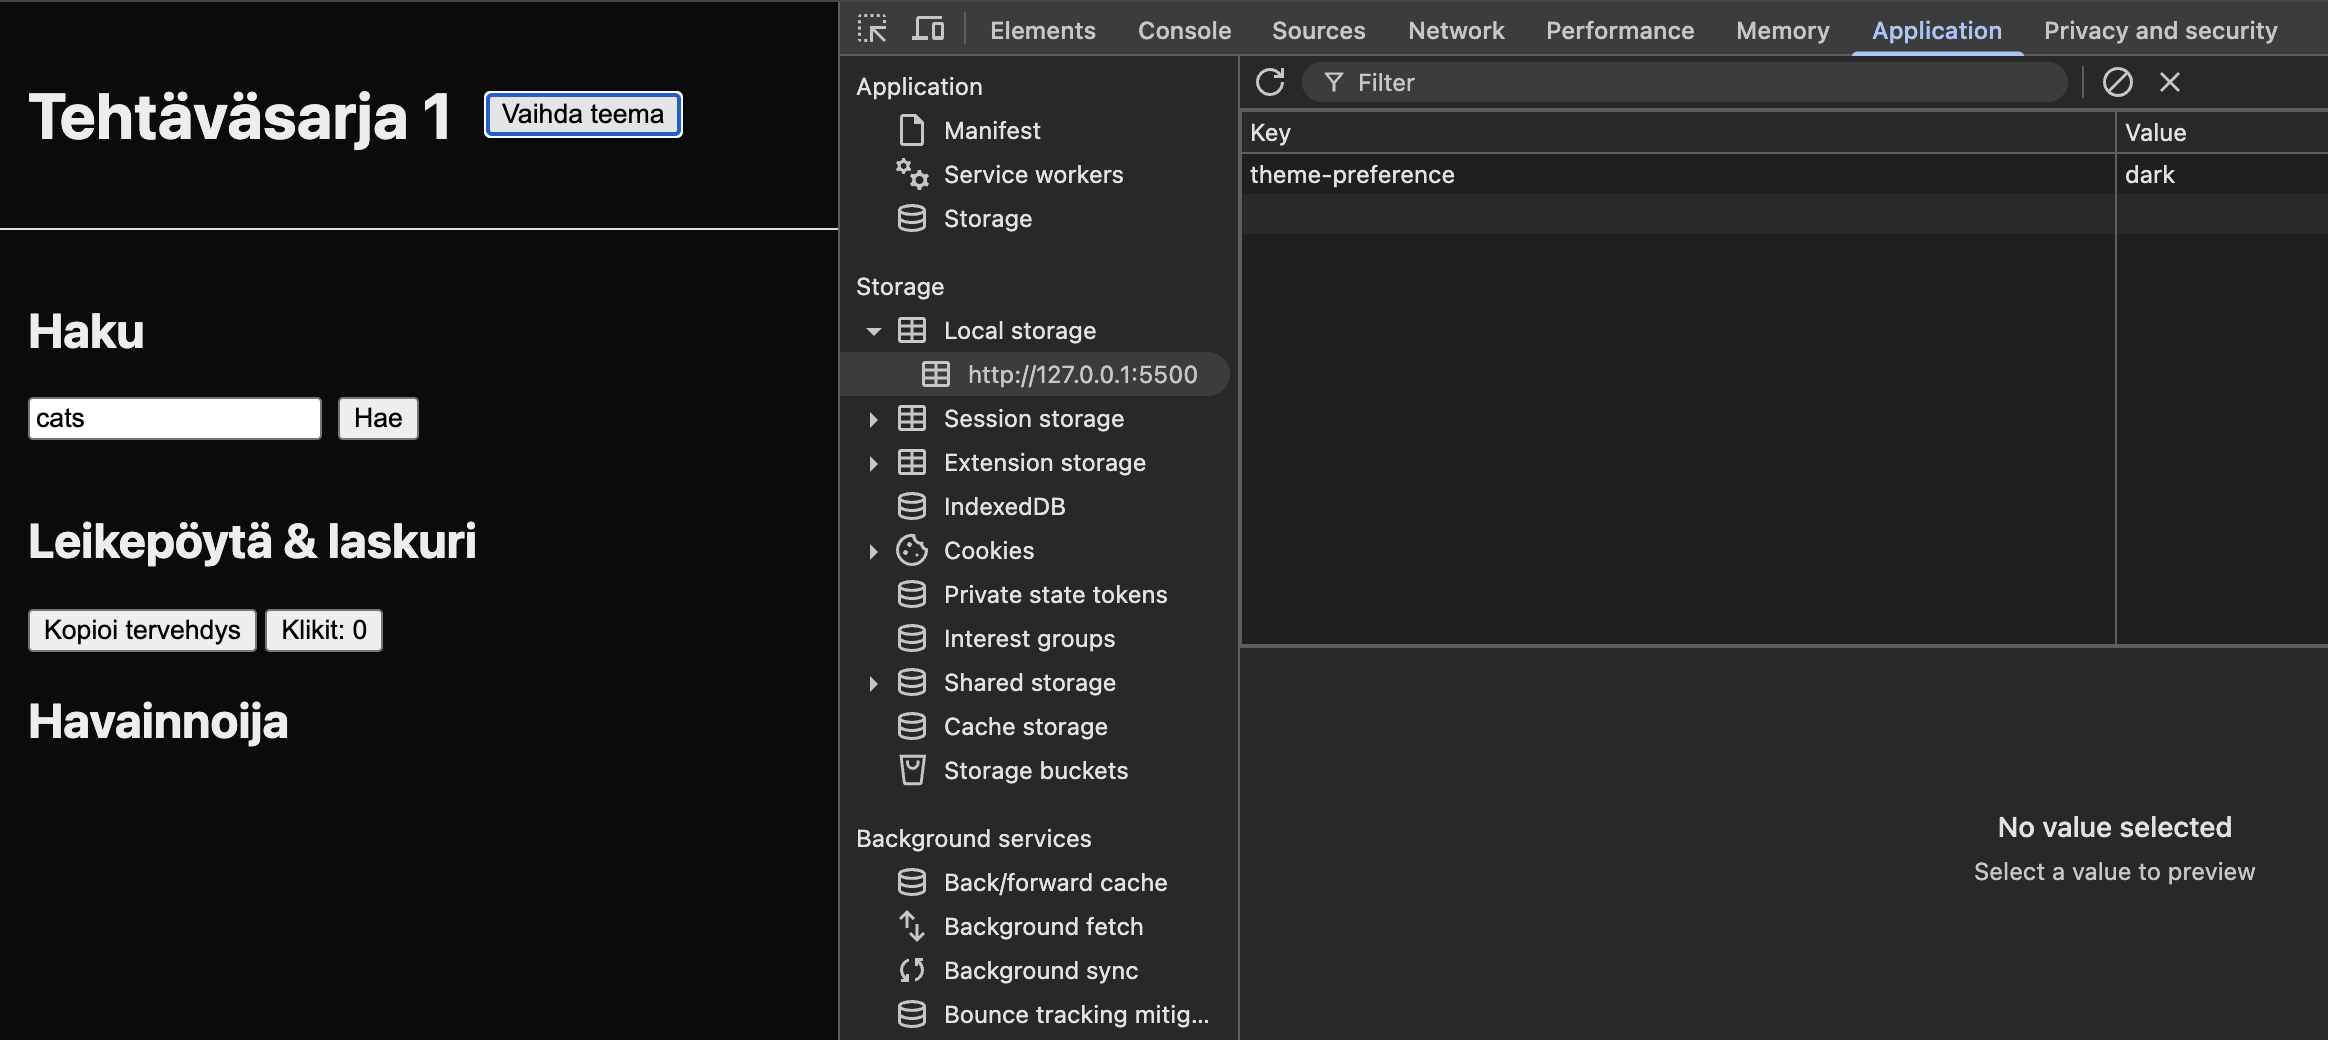 Tehtäväsarja 1
Vaihda teema
Haku
cats
Hae
Leikepöytä & laskuri
Kopioi tervehdys
Klikit: 0
Havainnoija
Elements
Console
Sources
Network
Performance
Memory
Application
Privacy and security
Application
Manifest
Service workers
Storage
Storage
Local storage
http://127.0.0.1:5500
Session storage
Extension storage
IndexedDB
Cookies
Private state tokens
Interest groups
Shared storage
Cache storage
Storage buckets
Background services
Back/forward cache
Background fetch
Background sync
Bounce tracking mitig...
Filter
Key
Value
theme-preference
dark
No value selected
Select a value to preview